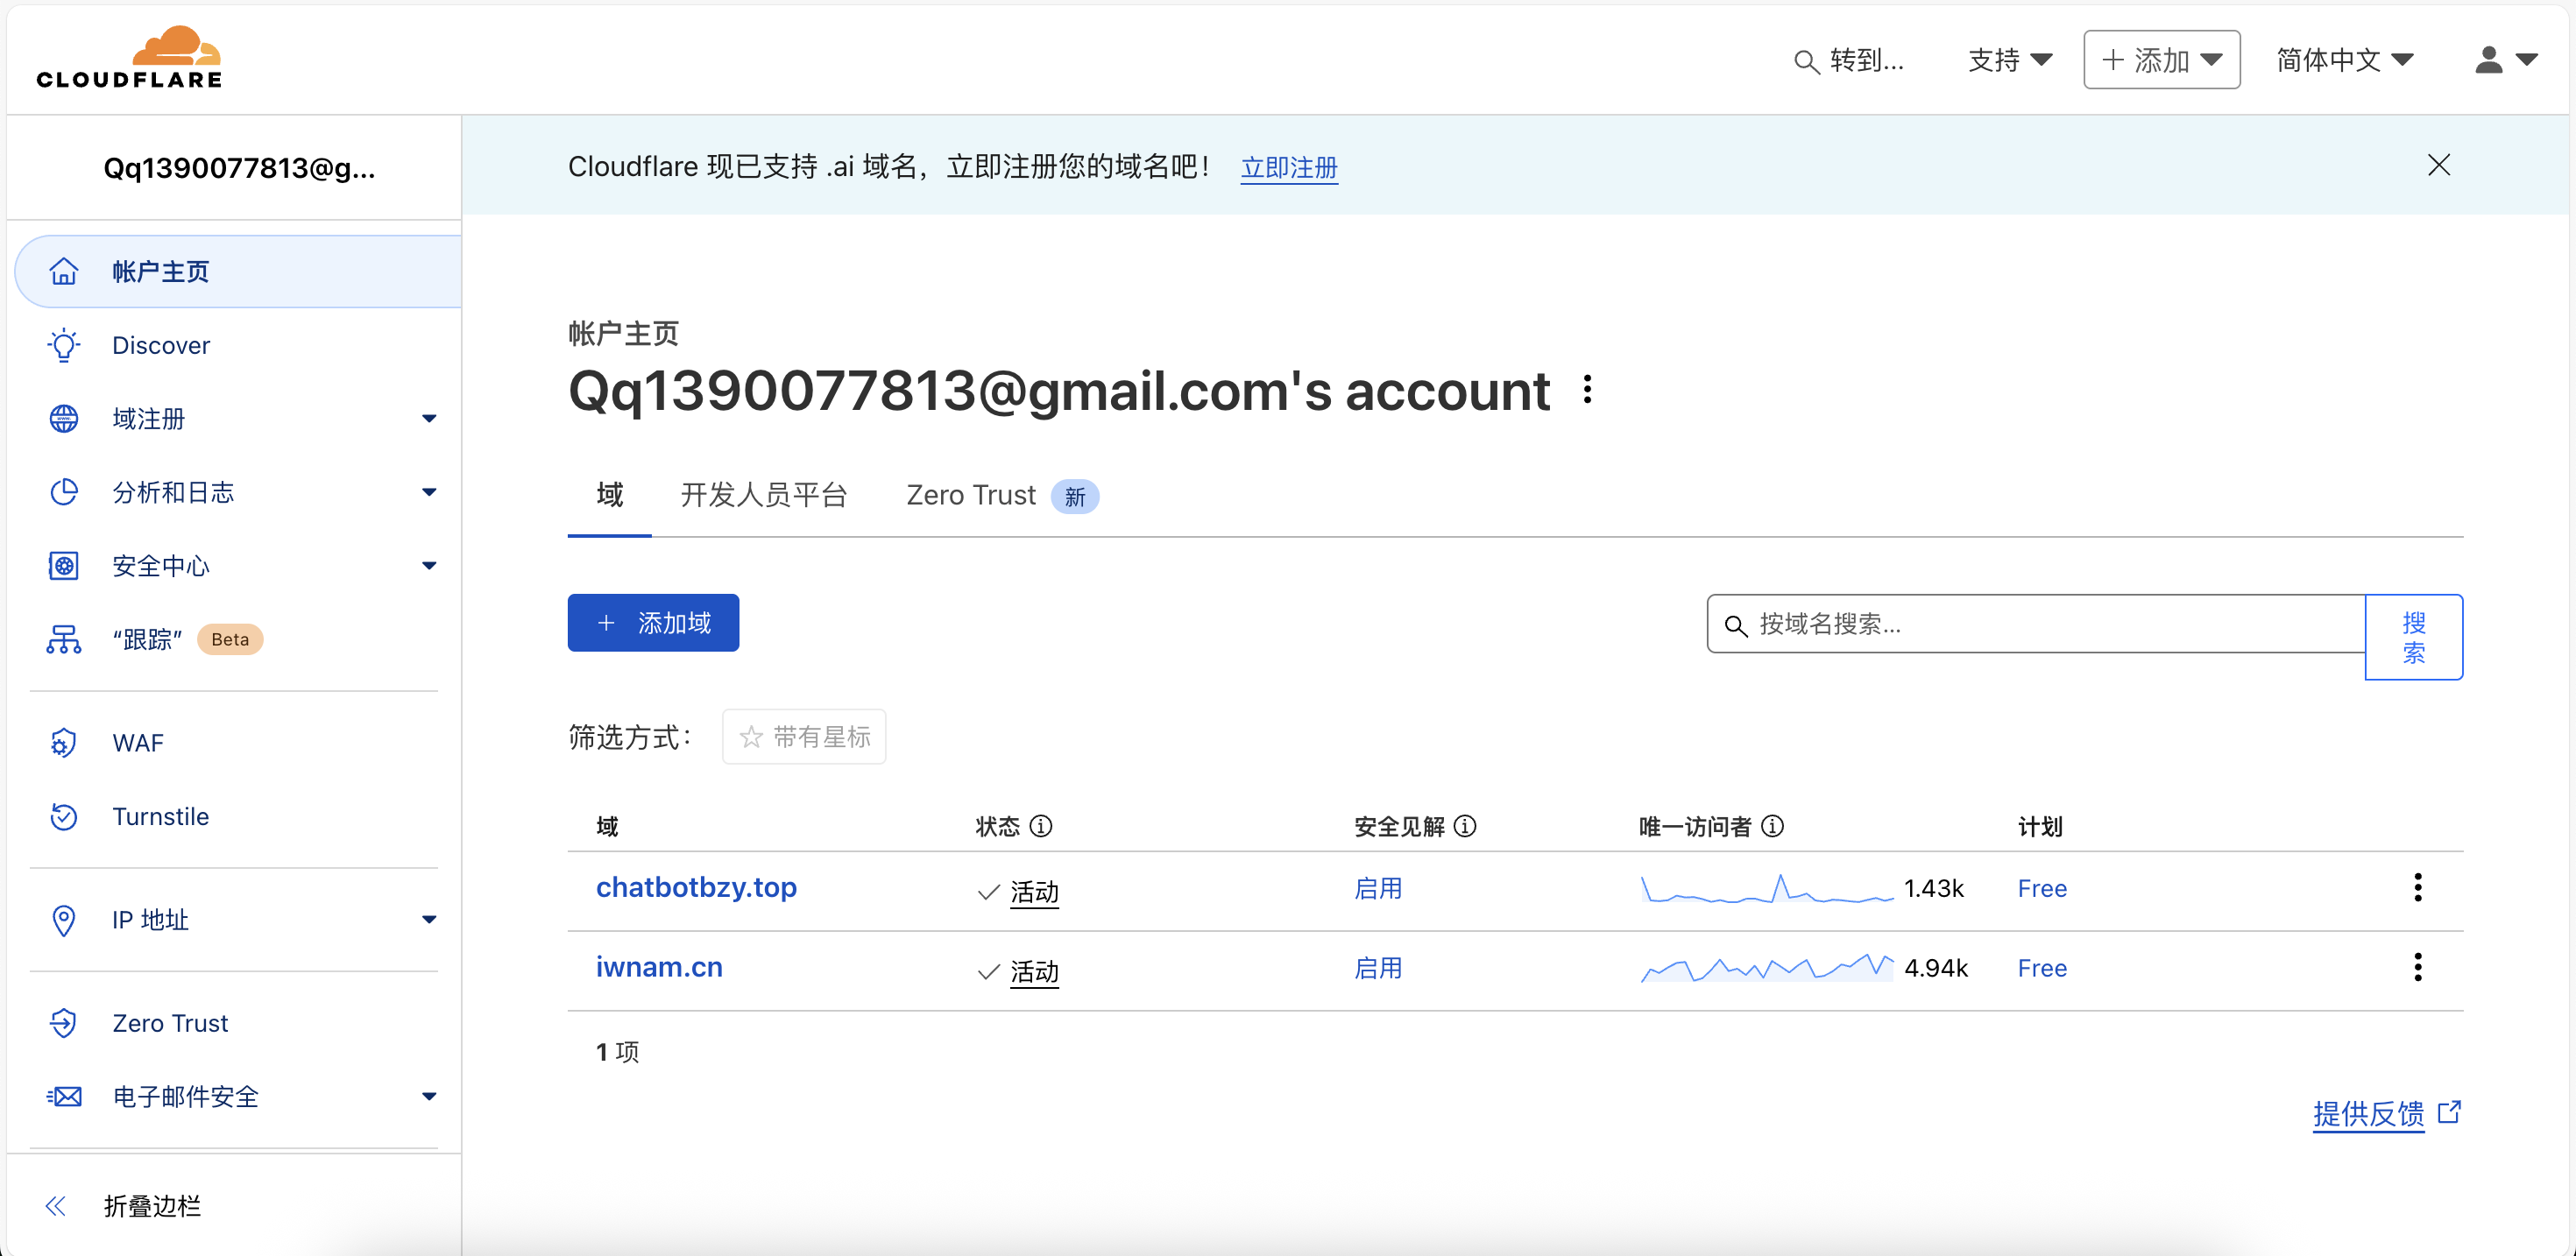 CLOUDFLARE
转到...
支持
添加
简体中文
Qq1390077813@g...
Cloudflare 现已支持 .ai 域名，立即注册您的域名吧！ 立即注册
帐户主页
Discover
域注册
分析和日志
安全中心
“跟踪” Beta
WAF
Turnstile
IP 地址
Zero Trust
电子邮件安全
折叠边栏
帐户主页
Qq1390077813@gmail.com's account
域 开发人员平台 Zero Trust 新
+ 添加域
按域名搜索...
搜
索
筛选方式： 带有星标
域 状态 安全见解 唯一访问者 计划
chatbotbzy.top 活动 启用 1.43k Free
iwnam.cn 活动 启用 4.94k Free
1 项
提供反馈